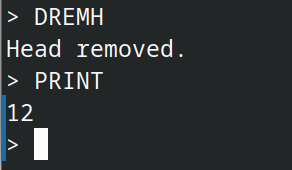 > DREMH
Head removed.
> PRINT
12
>